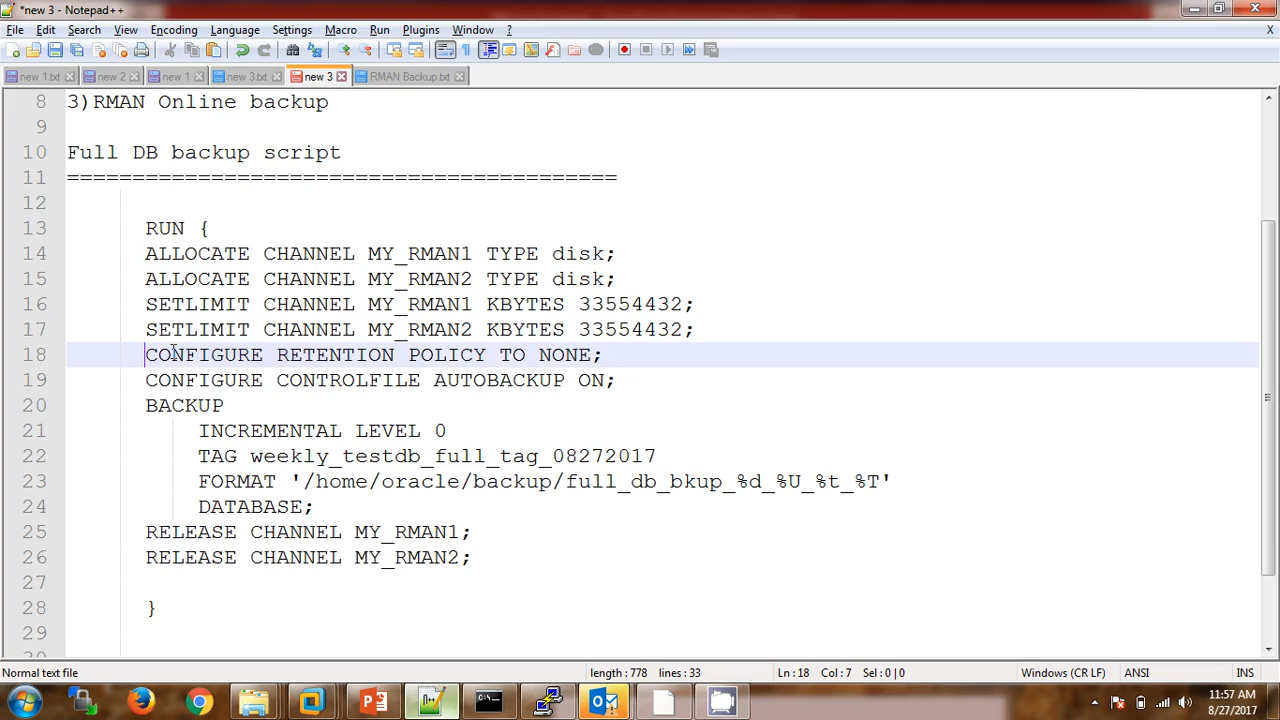 *new 3 - Notepad++
File Edit Search View Encoding Language Settings Macro Run Plugins Window ? X
new 1.txt new 2 new 1 new 3.txt new 3 RMAN Backup.txt
8 3)RMAN Online backup
9
10 Full DB backup script
11 ==========================================
12
13 RUN {
14 ALLOCATE CHANNEL MY_RMAN1 TYPE disk;
15 ALLOCATE CHANNEL MY_RMAN2 TYPE disk;
16 SETLIMIT CHANNEL MY_RMAN1 KBYTES 33554432;
17 SETLIMIT CHANNEL MY_RMAN2 KBYTES 33554432;
18 CONFIGURE RETENTION POLICY TO NONE;
19 CONFIGURE CONTROLFILE AUTOBACKUP ON;
20 BACKUP
21 INCREMENTAL LEVEL 0
22 TAG weekly_testdb_full_tag_08272017
23 FORMAT '/home/oracle/backup/full_db_bkup_%d_%U_%t_%T'
24 DATABASE;
25 RELEASE CHANNEL MY_RMAN1;
26 RELEASE CHANNEL MY_RMAN2;
27
28 }
29
Normal text file length : 778 lines : 33 Ln : 18 Col : 7 Sel : 0 | 0 Windows (CR LF) ANSI INS
11:57 AM
8/27/2017